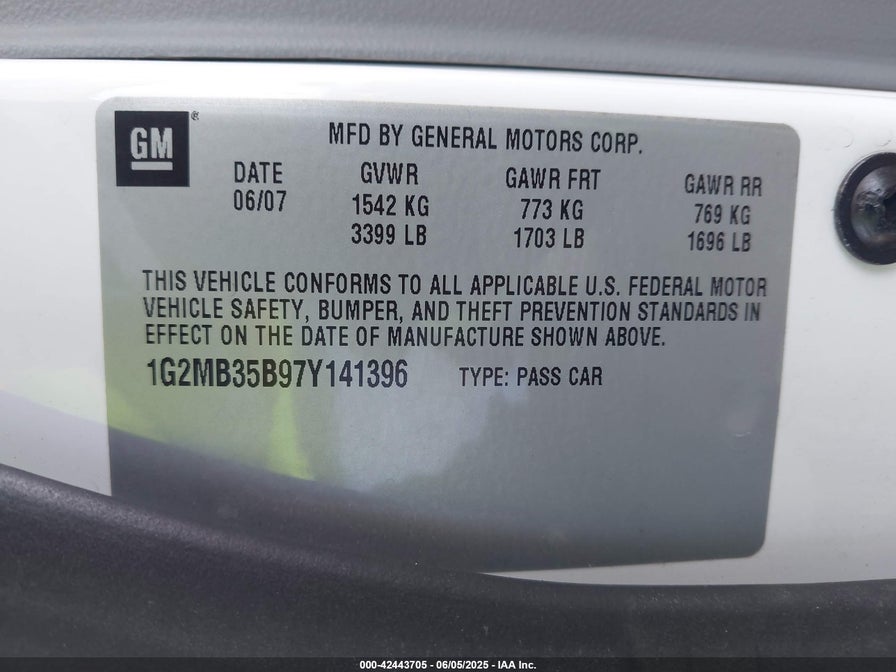 GM®
MFD BY GENERAL MOTORS CORP.
DATE GVWR GAWR FRT GAWR RR
06/07 1542 KG 773 KG 769 KG
3399 LB 1703 LB 1696 LB
THIS VEHICLE CONFORMS TO ALL APPLICABLE U.S. FEDERAL MOTOR
VEHICLE SAFETY, BUMPER, AND THEFT PREVENTION STANDARDS IN
EFFECT ON THE DATE OF MANUFACTURE SHOWN ABOVE.
1G2MB35B97Y141396 TYPE: PASS CAR
000-42443705 - 06/05/2025 - IAA Inc.